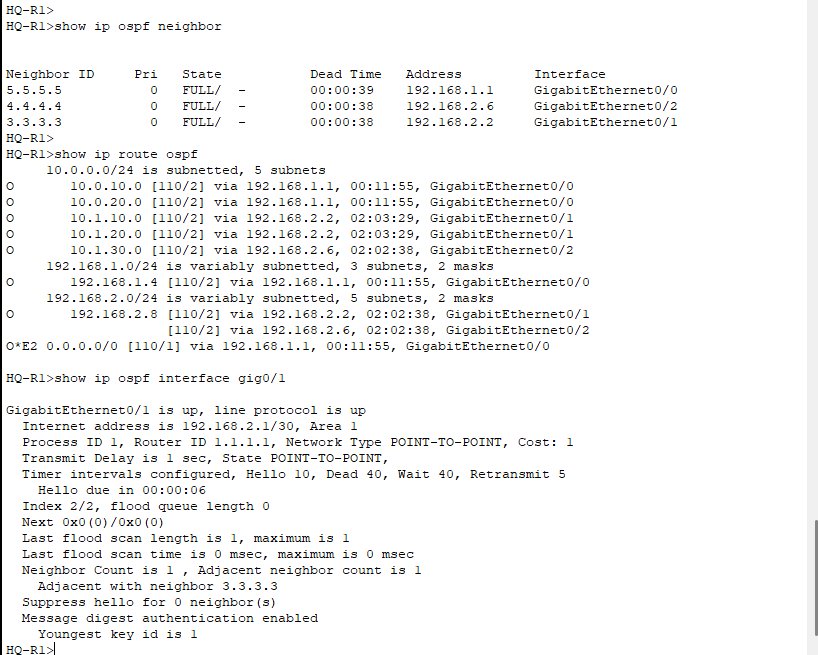 HQ-R1>
HQ-R1>show ip ospf neighbor
Neighbor ID     Pri   State           Dead Time   Address         Interface
5.5.5.5           0   FULL/  -        00:00:39    192.168.1.1     GigabitEthernet0/0
4.4.4.4           0   FULL/  -        00:00:38    192.168.2.6     GigabitEthernet0/2
3.3.3.3           0   FULL/  -        00:00:38    192.168.2.2     GigabitEthernet0/1
HQ-R1>
HQ-R1>show ip route ospf
     10.0.0.0/24 is subnetted, 5 subnets
O       10.0.10.0 [110/2] via 192.168.1.1, 00:11:55, GigabitEthernet0/0
O       10.0.20.0 [110/2] via 192.168.1.1, 00:11:55, GigabitEthernet0/0
O       10.1.10.0 [110/2] via 192.168.2.2, 02:03:29, GigabitEthernet0/1
O       10.1.20.0 [110/2] via 192.168.2.2, 02:03:29, GigabitEthernet0/1
O       10.1.30.0 [110/2] via 192.168.2.6, 02:02:38, GigabitEthernet0/2
     192.168.1.0/24 is variably subnetted, 3 subnets, 2 masks
O       192.168.1.4 [110/2] via 192.168.1.1, 00:11:55, GigabitEthernet0/0
     192.168.2.0/24 is variably subnetted, 5 subnets, 2 masks
O       192.168.2.8 [110/2] via 192.168.2.2, 02:02:38, GigabitEthernet0/1
                    [110/2] via 192.168.2.6, 02:02:38, GigabitEthernet0/2
O*E2 0.0.0.0/0 [110/1] via 192.168.1.1, 00:11:55, GigabitEthernet0/0
HQ-R1>show ip ospf interface gig0/1
GigabitEthernet0/1 is up, line protocol is up
  Internet address is 192.168.2.1/30, Area 1
  Process ID 1, Router ID 1.1.1.1, Network Type POINT-TO-POINT, Cost: 1
  Transmit Delay is 1 sec, State POINT-TO-POINT,
  Timer intervals configured, Hello 10, Dead 40, Wait 40, Retransmit 5
    Hello due in 00:00:06
  Index 2/2, flood queue length 0
  Next 0x0(0)/0x0(0)
  Last flood scan length is 1, maximum is 1
  Last flood scan time is 0 msec, maximum is 0 msec
  Neighbor Count is 1 , Adjacent neighbor count is 1
    Adjacent with neighbor 3.3.3.3
  Suppress hello for 0 neighbor(s)
  Message digest authentication enabled
    Youngest key id is 1
HQ-R1>